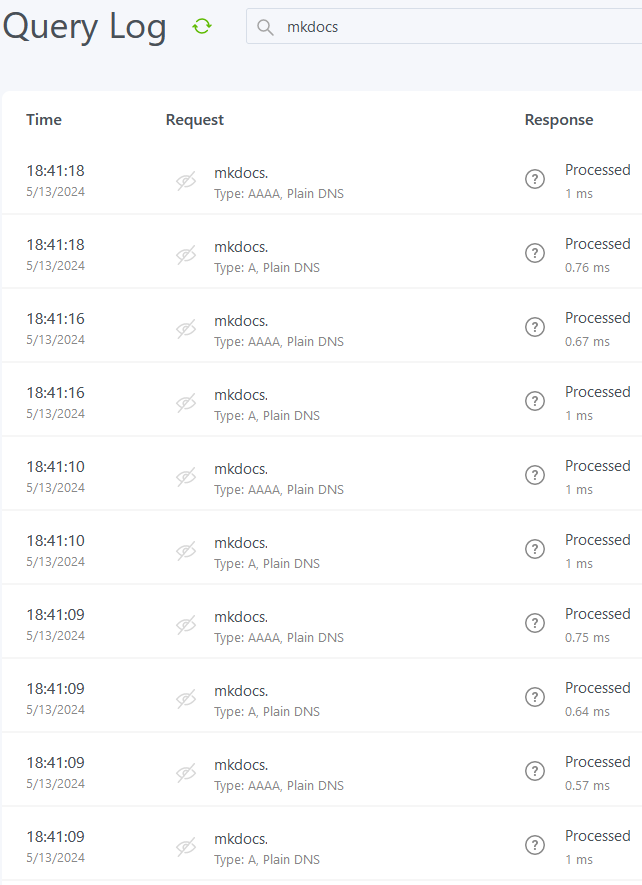 Query Log
mkdocs
Time Request Response
18:41:18 mkdocs. Processed
5/13/2024 Type: AAAA, Plain DNS 1 ms
18:41:18 mkdocs. Processed
5/13/2024 Type: A, Plain DNS 0.76 ms
18:41:16 mkdocs. Processed
5/13/2024 Type: AAAA, Plain DNS 0.67 ms
18:41:16 mkdocs. Processed
5/13/2024 Type: A, Plain DNS 1 ms
18:41:10 mkdocs. Processed
5/13/2024 Type: AAAA, Plain DNS 1 ms
18:41:10 mkdocs. Processed
5/13/2024 Type: A, Plain DNS 1 ms
18:41:09 mkdocs. Processed
5/13/2024 Type: AAAA, Plain DNS 0.75 ms
18:41:09 mkdocs. Processed
5/13/2024 Type: A, Plain DNS 0.64 ms
18:41:09 mkdocs. Processed
5/13/2024 Type: AAAA, Plain DNS 0.57 ms
18:41:09 mkdocs. Processed
5/13/2024 Type: A, Plain DNS 1 ms